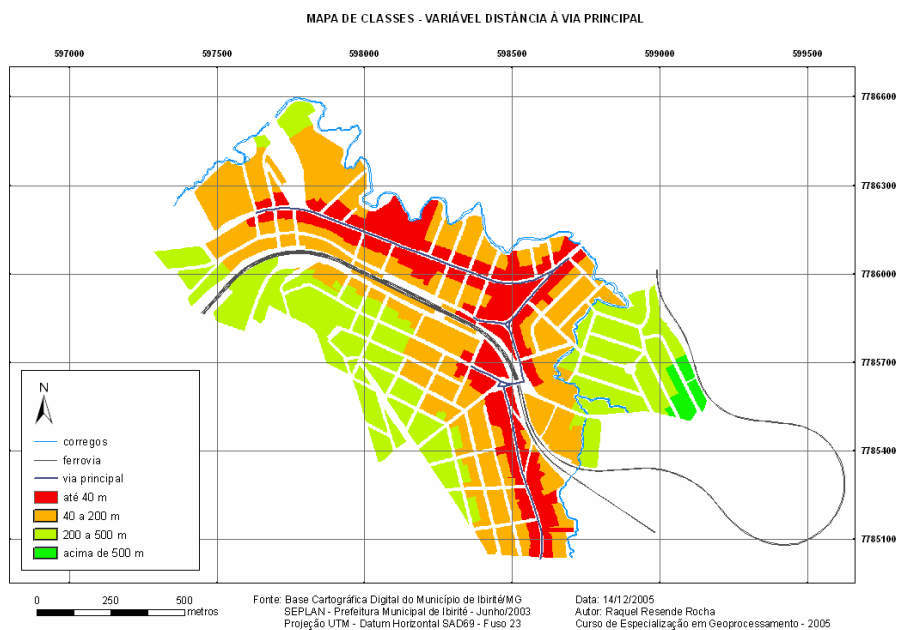 MAPA DE CLASSES - VARIÁVEL DISTÂNCIA À VIA PRINCIPAL
597000 597500 598000 598500 599000 599500
7786600
7786300
7786000
7785700
7785400
7785100
N
corregos
ferrovia
via principal
até 40 m
40 a 200 m
200 a 500 m
acima de 500 m
0 250 500
metros
Fonte: Base Cartográfica Digital do Município de Ibirité/MG
SEPLAN - Prefeitura Municipal de Ibirité - Junho/2003
Projeção UTM - Datum Horizontal SAD69 - Fuso 23
Data: 14/12/2005
Autor: Raquel Resende Rocha
Curso de Especialização em Geoprocessamento - 2005